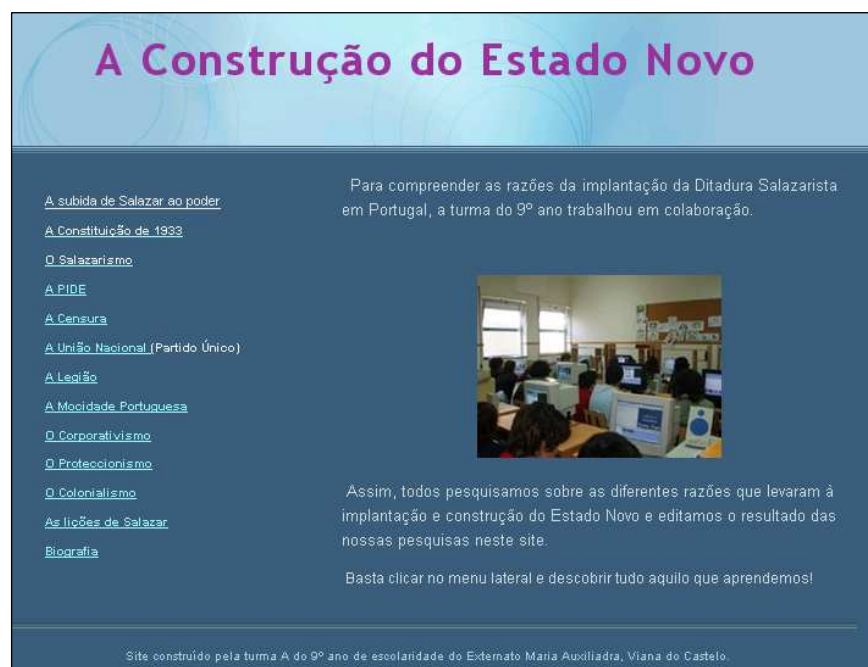 A Construção do Estado Novo
A subida de Salazar ao poder
A Constituição de 1933
O Salazarismo
A PIDE
A Censura
A União Nacional (Partido Único)
A Legião
A Mocidade Portuguesa
O Corporativismo
O Proteccionismo
O Colonialismo
As lições de Salazar
Biografia
Para compreender as razões da implantação da Ditadura Salazarista
em Portugal, a turma do 9º ano trabalhou em colaboração.
Assim, todos pesquisamos sobre as diferentes razões que levaram à
implantação e construção do Estado Novo e editamos o resultado das
nossas pesquisas neste site.
Basta clicar no menu lateral e descobrir tudo aquilo que aprendemos!
Site construído pela turma A do 9º ano de escolaridade do Externato Maria Auxiliadra, Viana do Castelo.